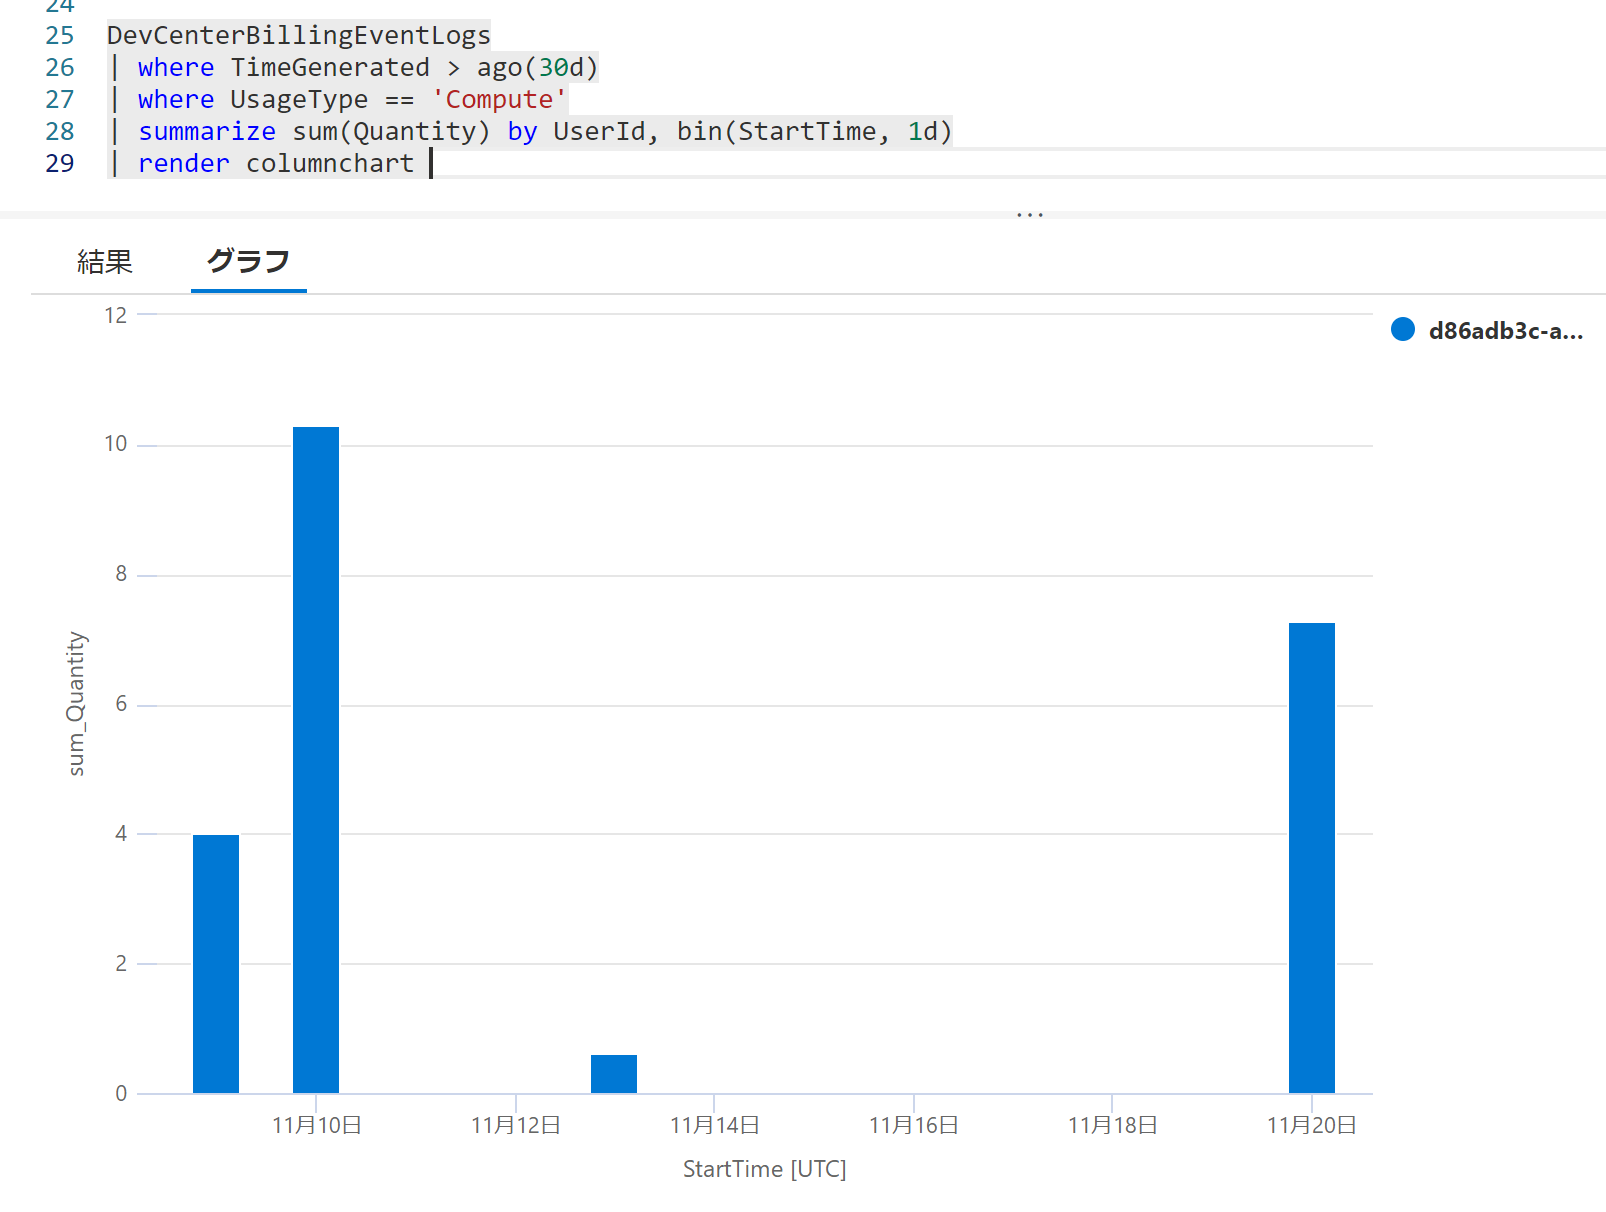 24
25 DevCenterBillingEventLogs
26 | where TimeGenerated > ago(30d)
27 | where UsageType == 'Compute'
28 | summarize sum(Quantity) by UserId, bin(StartTime, 1d)
29 | render columnchart
...
結果 グラフ
12
d86adb3c-a...
10
8
6
sum_Quantity
4
2
0
11月10日 11月12日 11月14日 11月16日 11月18日 11月20日
StartTime [UTC]